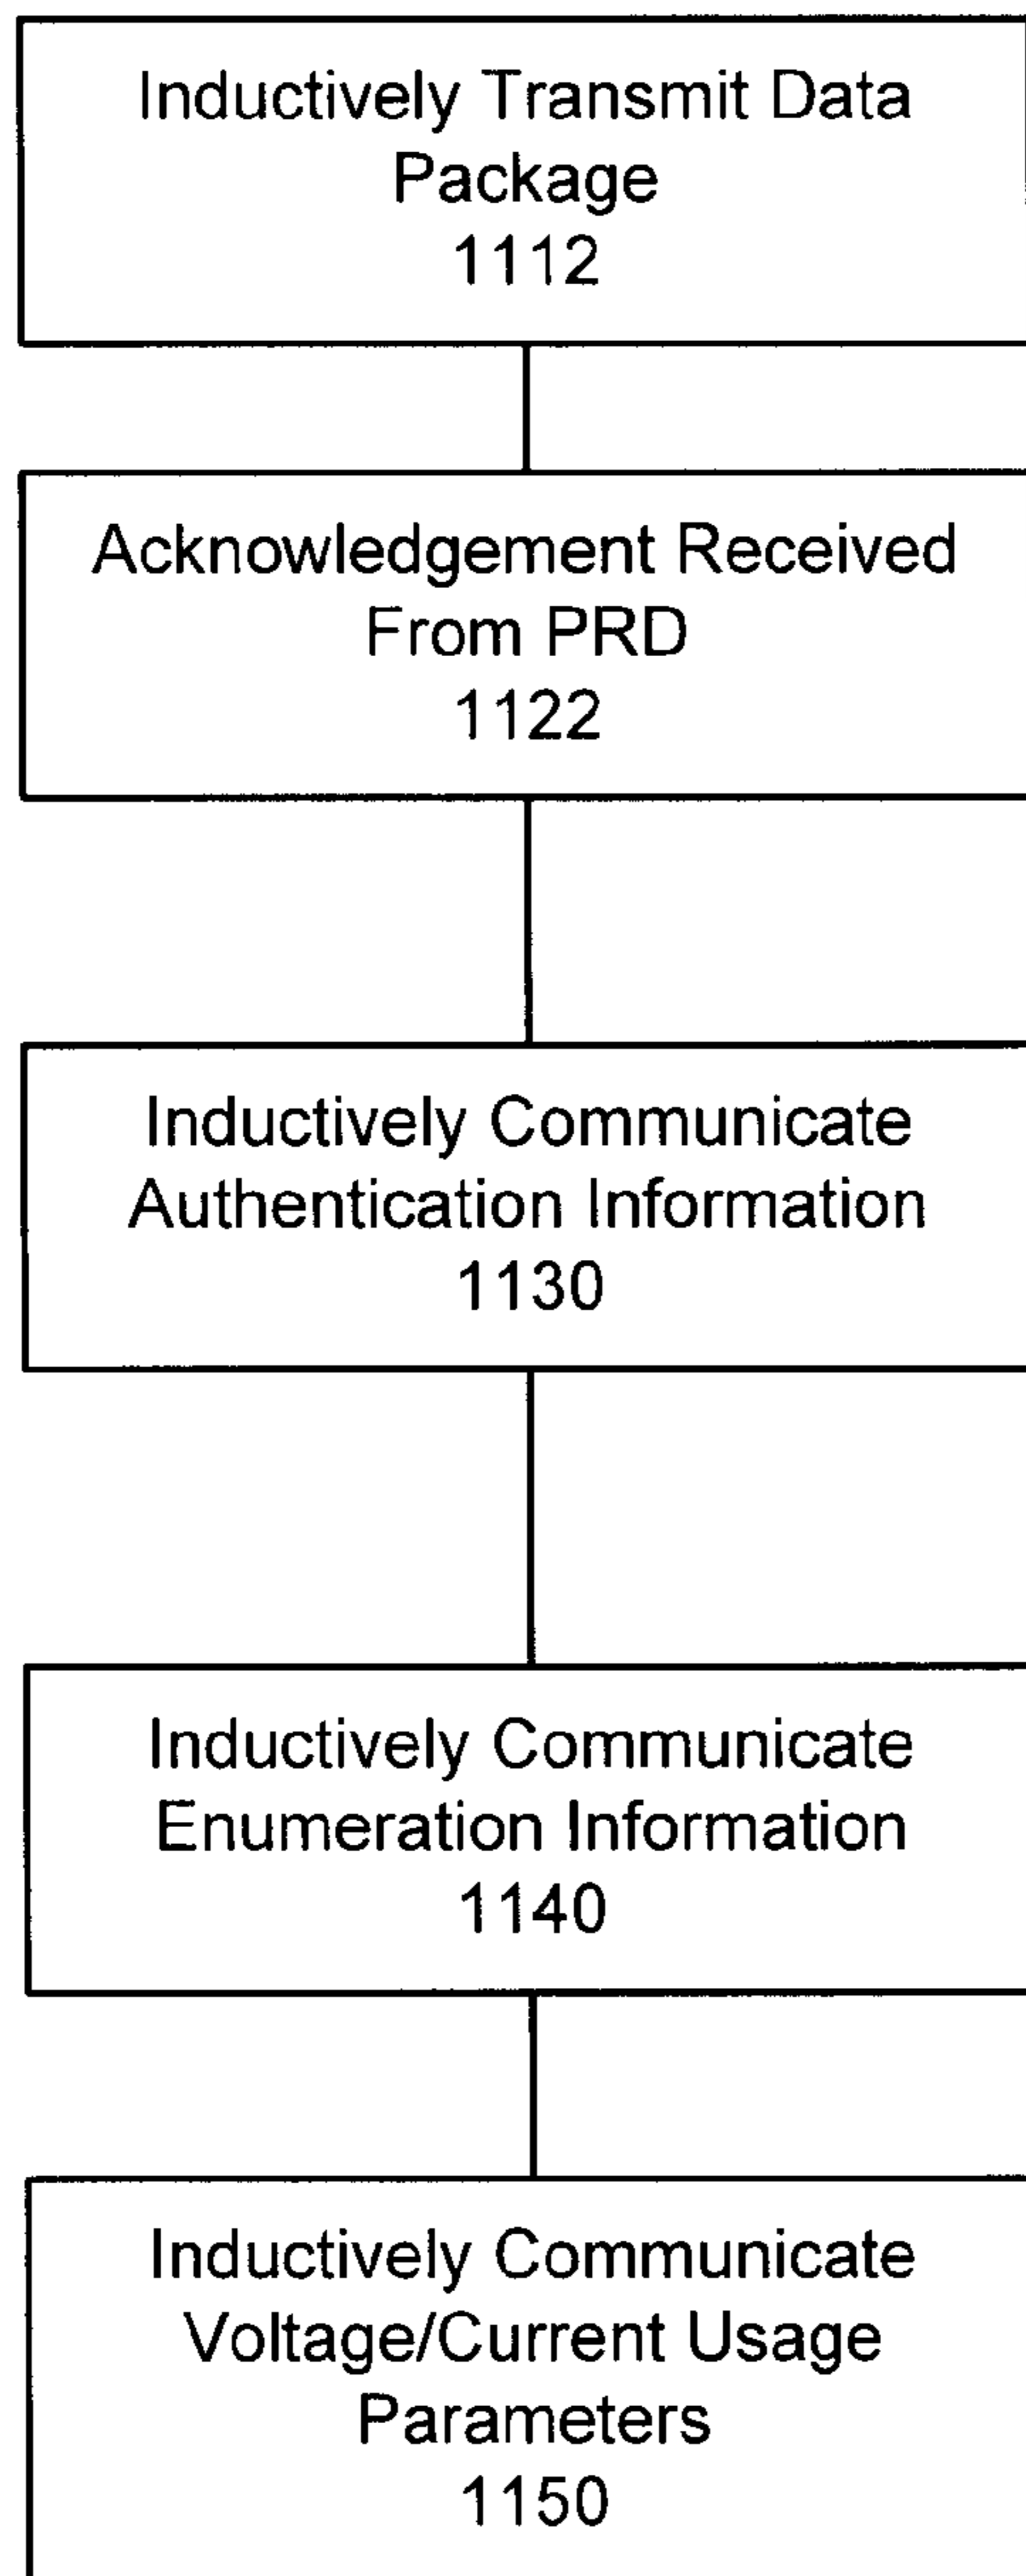 Inductively Transmit Data
Package
1112
Acknowledgement Received
From PRD
1122
Inductively Communicate
Authentication Information
1130
Inductively Communicate
Enumeration Information
1140
Inductively Communicate
Voltage/Current Usage
Parameters
1150